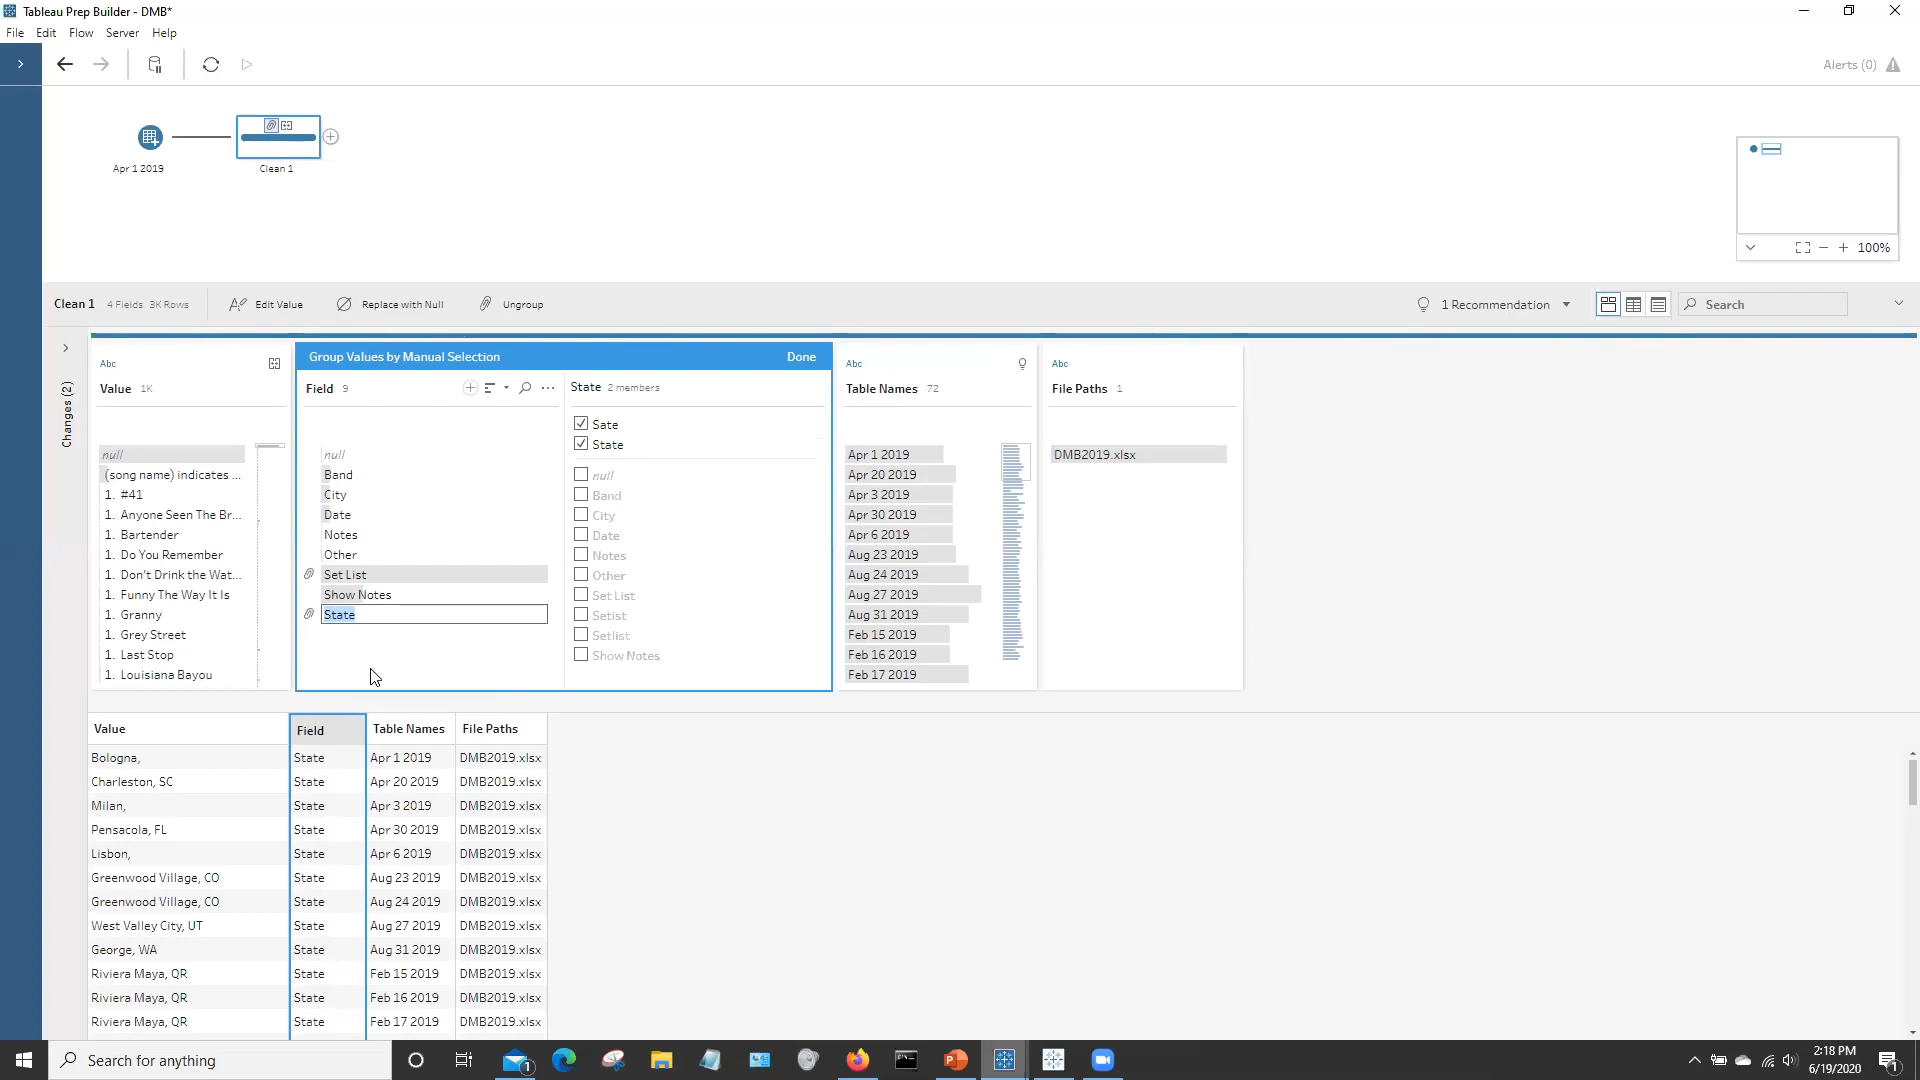 Tableau Prep Builder - DMB*
File Edit Flow Server Help
Alerts (0)
Apr 1 2019
Clean 1
100%
Clean 1 4 Fields 3K Rows Edit Value Replace with Null Ungroup 1 Recommendation Search
Changes (2)
Abc
Value 1K
null
(song name) indicates ...
1. #41
1. Anyone Seen The Br...
1. Bartender
1. Do You Remember
1. Don't Drink the Wat...
1. Funny The Way It Is
1. Granny
1. Grey Street
1. Last Stop
1. Louisiana Bayou
Group Values by Manual Selection Done
Field 9
null
Band
City
Date
Notes
Other
Set List
Show Notes
State
State 2 members
Sate
State
null
Band
City
Date
Notes
Other
Set List
Setist
Setlist
Show Notes
Abc
Table Names 72
Apr 1 2019
Apr 20 2019
Apr 3 2019
Apr 30 2019
Apr 6 2019
Aug 23 2019
Aug 24 2019
Aug 27 2019
Aug 31 2019
Feb 15 2019
Feb 16 2019
Feb 17 2019
Abc
File Paths 1
DMB2019.xlsx
Value Field Table Names File Paths
Bologna, State Apr 1 2019 DMB2019.xlsx
Charleston, SC State Apr 20 2019 DMB2019.xlsx
Milan, State Apr 3 2019 DMB2019.xlsx
Pensacola, FL State Apr 30 2019 DMB2019.xlsx
Lisbon, State Apr 6 2019 DMB2019.xlsx
Greenwood Village, CO State Aug 23 2019 DMB2019.xlsx
Greenwood Village, CO State Aug 24 2019 DMB2019.xlsx
West Valley City, UT State Aug 27 2019 DMB2019.xlsx
George, WA State Aug 31 2019 DMB2019.xlsx
Riviera Maya, QR State Feb 15 2019 DMB2019.xlsx
Riviera Maya, QR State Feb 16 2019 DMB2019.xlsx
Riviera Maya, QR State Feb 17 2019 DMB2019.xlsx
Search for anything
1
2:18 PM
6/19/2020
1